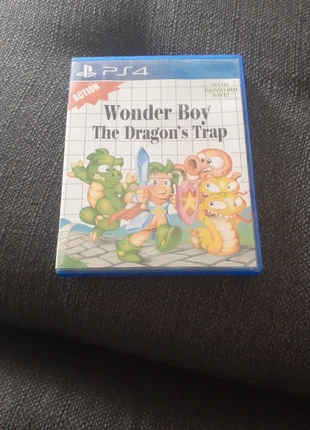 PS4
ACTION
WITH
PASSWORD
SAVE!
Wonder Boy
The Dragon's Trap